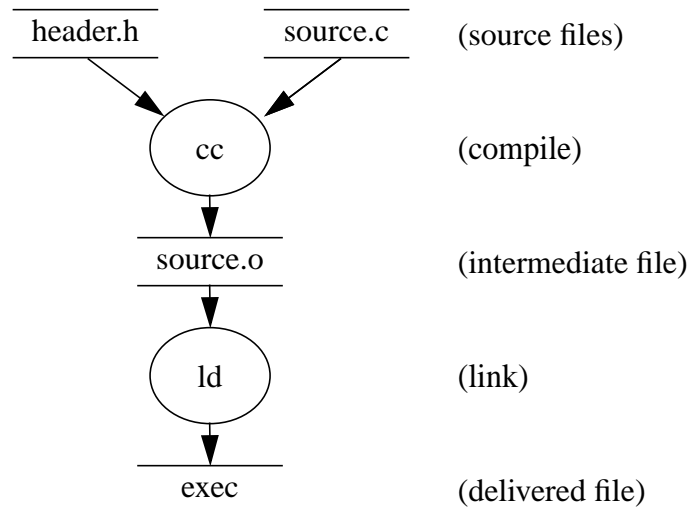 header.h source.c (source files)
cc (compile)
source.o (intermediate file)
ld (link)
exec (delivered file)